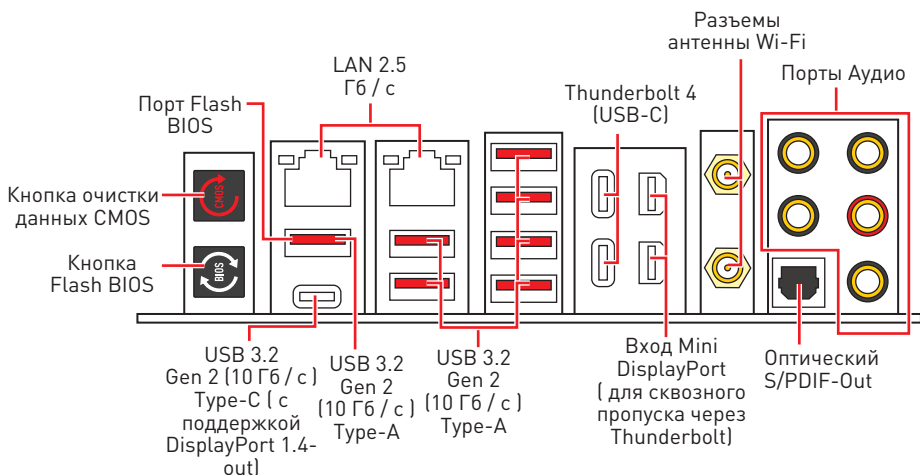 Разъемы
антенны Wi-Fi
LAN 2.5
Гб / с
Порты Аудио
Thunderbolt 4
(USB-C)
Порт Flash
BIOS
CMOS
Кнопка очистки
данных CMOS
BIOS
Кнопка
Flash BIOS
USB 3.2
Gen 2 (10 Гб / с)
Type-C ( с
поддержкой
DisplayPort 1.4-
out)
USB 3.2
Gen 2
(10 Гб / с)
Type-A
USB 3.2
Gen 2
(10 Гб / с)
Type-A
Вход Mini
DisplayPort
( для сквозного
пропуска через
Thunderbolt)
Оптический
S/PDIF-Out